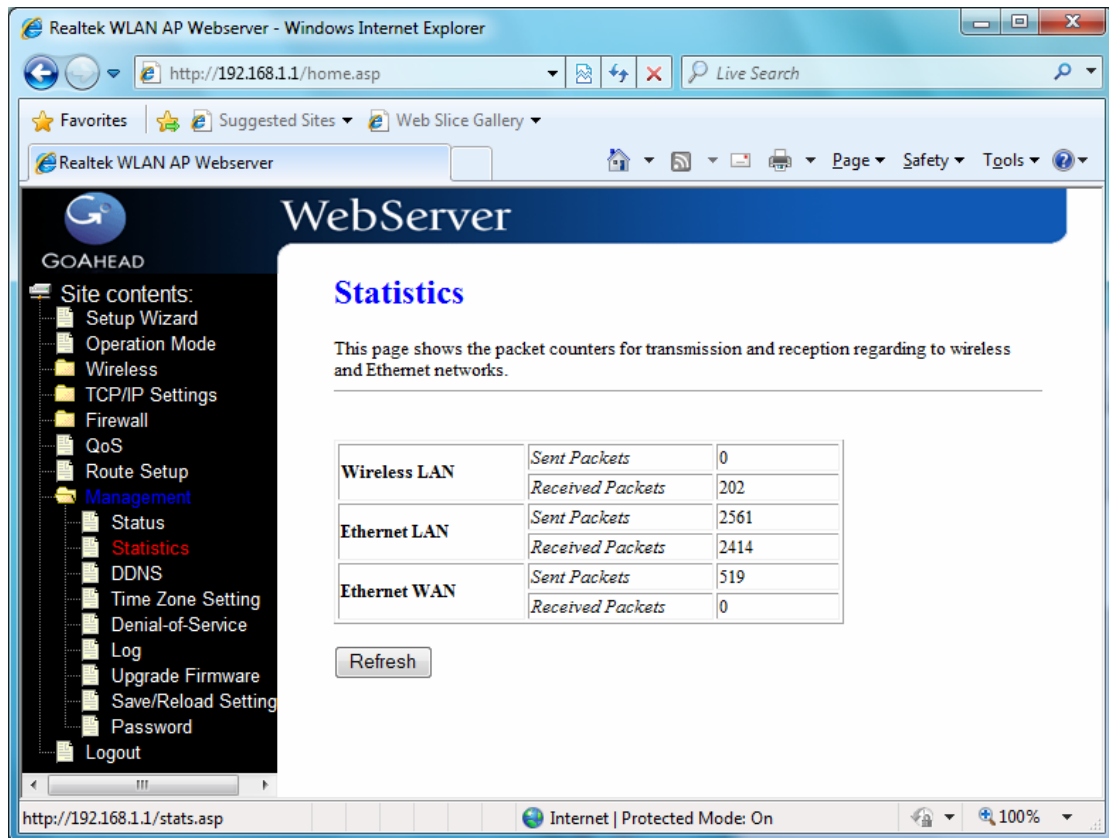 Realtek WLAN AP Webserver - Windows Internet Explorer
http://192.168.1.1/home.asp
Live Search
Favorites
Suggested Sites
Web Slice Gallery
Realtek WLAN AP Webserver
Page
Safety
Tools
GOAHEAD
WebServer
Site contents:
Setup Wizard
Operation Mode
Wireless
TCP/IP Settings
Firewall
QoS
Route Setup
Management
Status
Statistics
DDNS
Time Zone Setting
Denial-of-Service
Log
Upgrade Firmware
Save/Reload Setting
Password
Logout
Statistics
This page shows the packet counters for transmission and reception regarding to wireless
and Ethernet networks.
Wireless LAN
Sent Packets 0
Received Packets 202
Ethernet LAN
Sent Packets 2561
Received Packets 2414
Ethernet WAN
Sent Packets 519
Received Packets 0
Refresh
http://192.168.1.1/stats.asp
Internet | Protected Mode: On
100%